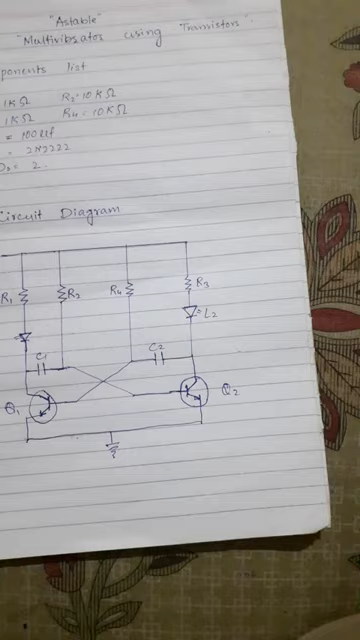 "Astable"
"Multivibrator using Transistors".
ponents list
1KΩ R2 = 10KΩ
1KΩ R4 = 10KΩ
= 100uf
2N2222
= 2.
Circuit Diagram
R1 R2 R4 R3
L2
C1 C2
Q1 Q2